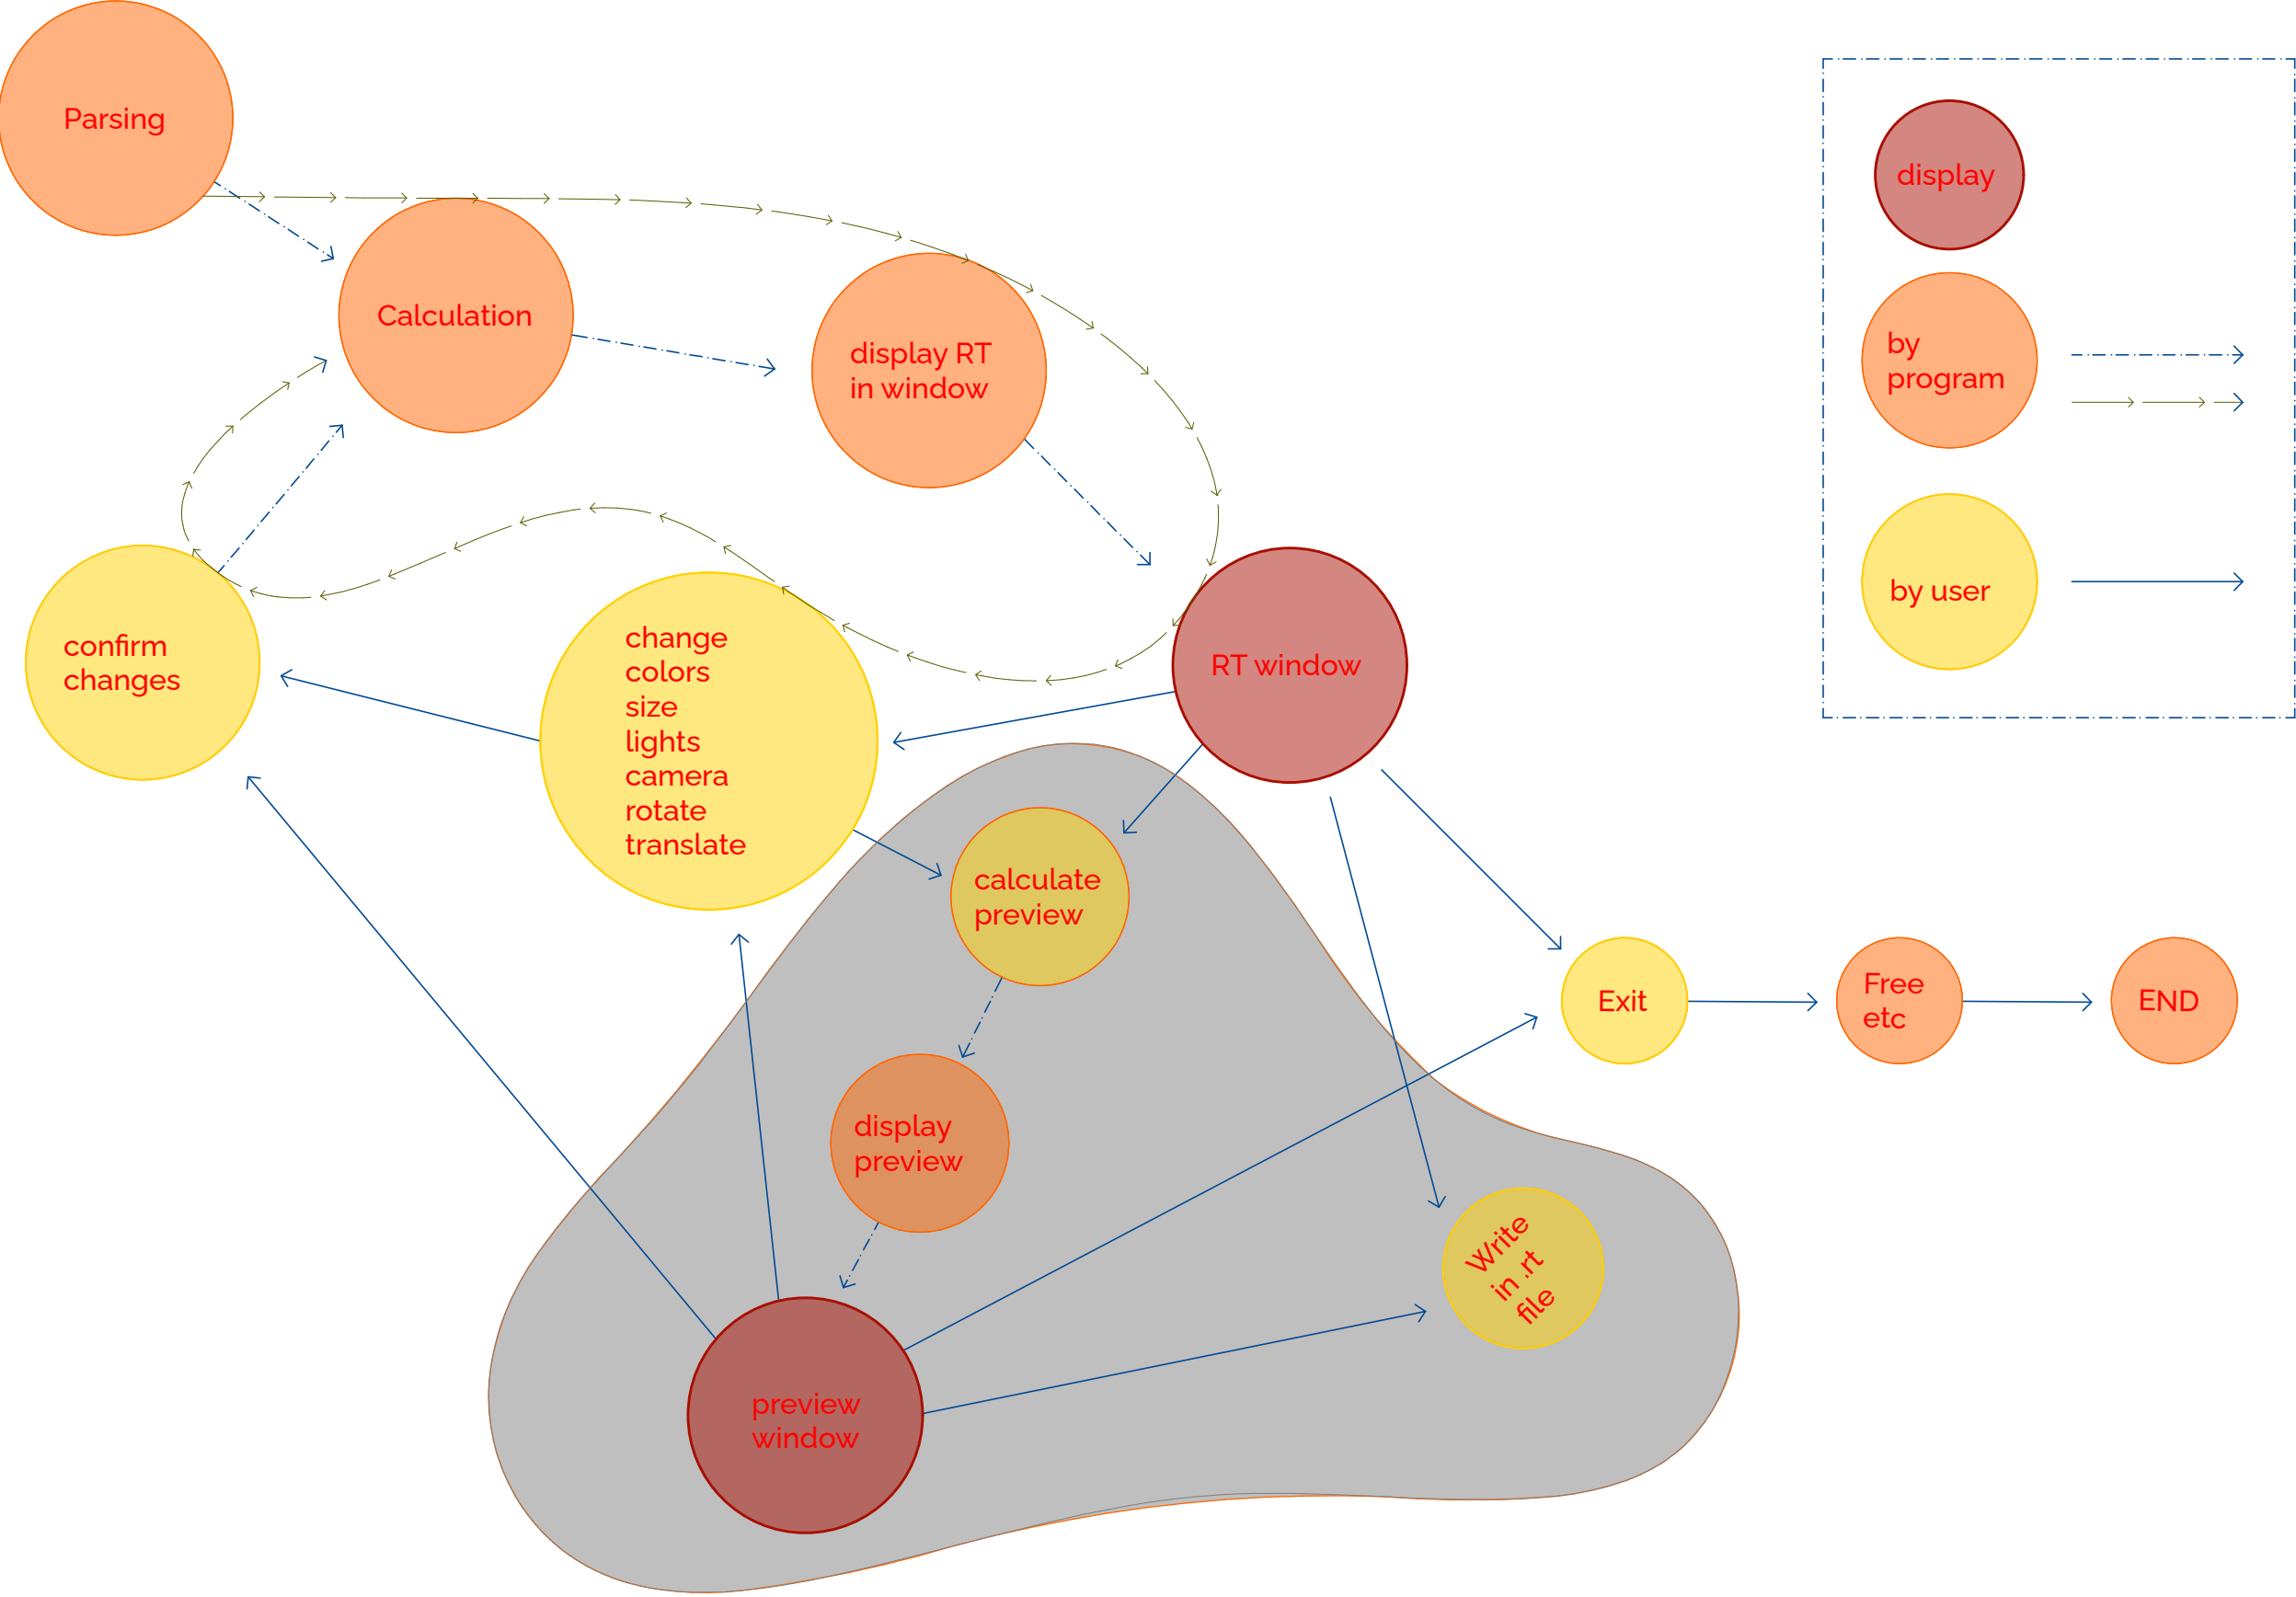 Parsing
Calculation
display RT
in window
RT window
confirm
changes
change
colors
size
lights
camera
rotate
translate
calculate
preview
display
preview
preview
window
Write
in .rt
file
Exit
Free
etc
END
display
by
program
by user